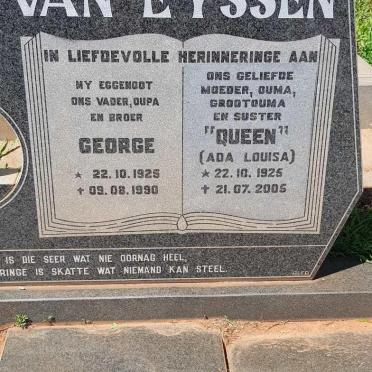 VAN EYSSEN
IN LIEFDEVOLLE HERINNERINGE AAN
MY EGGENOOT
ONS VADER, OUPA
EN BROER
GEORGE
* 22.10.1925
+ 09.08.1990
ONS GELIEFDE
MOEDER, OUMA,
GROOTOUMA
EN SUSTER
"QUEEN"
(ADA LOUISA)
* 22.10.1925
+ 21.07.2005
IS DIE SEER WAT NIE OORNAG HEEL,
RINGE IS SKATTE WAT NIEMAND KAN STEEL.